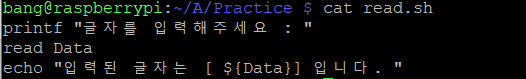 bang@raspberrypi:~/A/Practice $ cat read.sh
printf "글자를 입력해주세요 : "
read Data
echo "입력된 글자는 [ ${Data}] 입니다. "